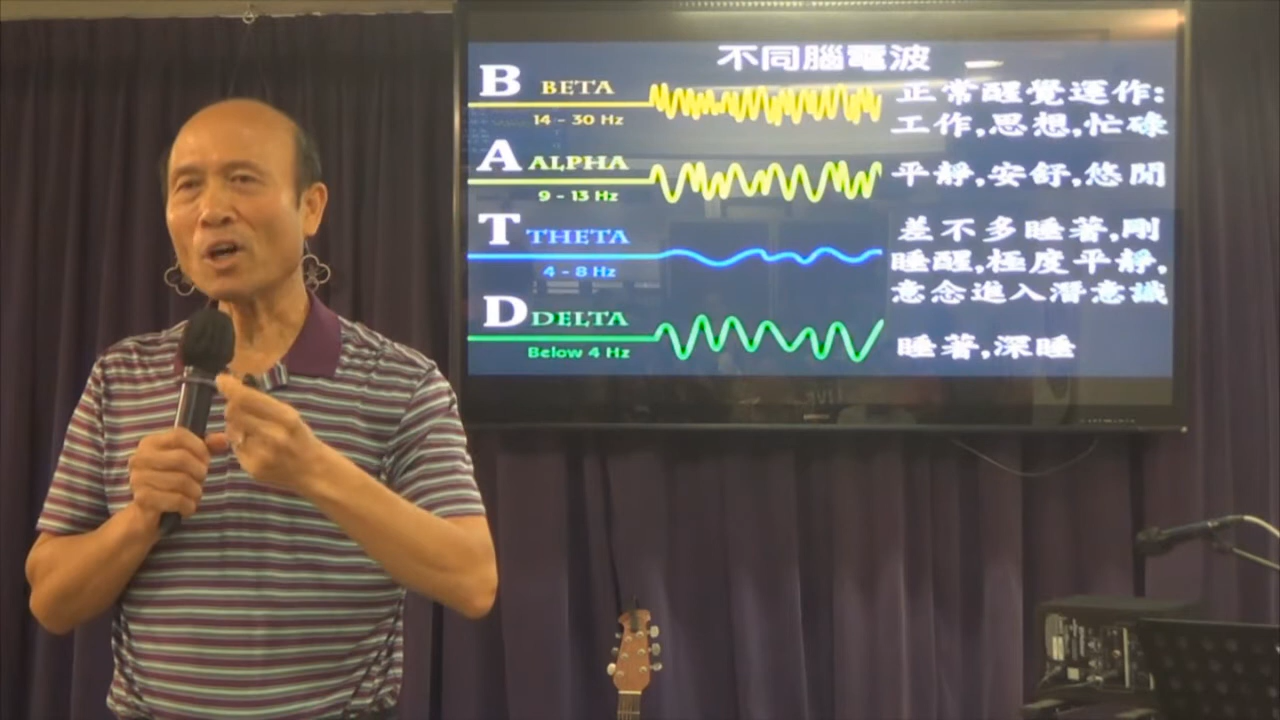 不同腦電波
B BETA
14 - 30 Hz
正常醒覺運作:
工作,思想,忙碌
A ALPHA
9 - 13 Hz
平靜,安舒,悠閒
T THETA
4 - 8 Hz
差不多睡著,剛
睡醒,極度平靜,
意念進入潛意識
D DELTA
Below 4 Hz
睡著,深睡